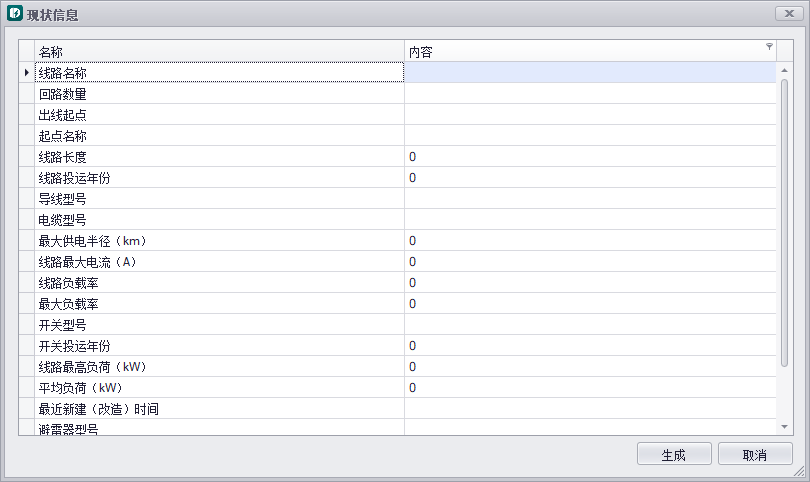 现状信息
名称 内容
线路名称
回路数量
出线起点
起点名称
线路长度 0
线路投运年份 0
导线型号
电缆型号
最大供电半径（km） 0
线路最大电流（A） 0
线路负载率 0
最大负载率 0
开关型号
开关投运年份 0
线路最高负荷（kW） 0
平均负荷（kW） 0
最近新建（改造）时间
避雷器型号
生成 取消